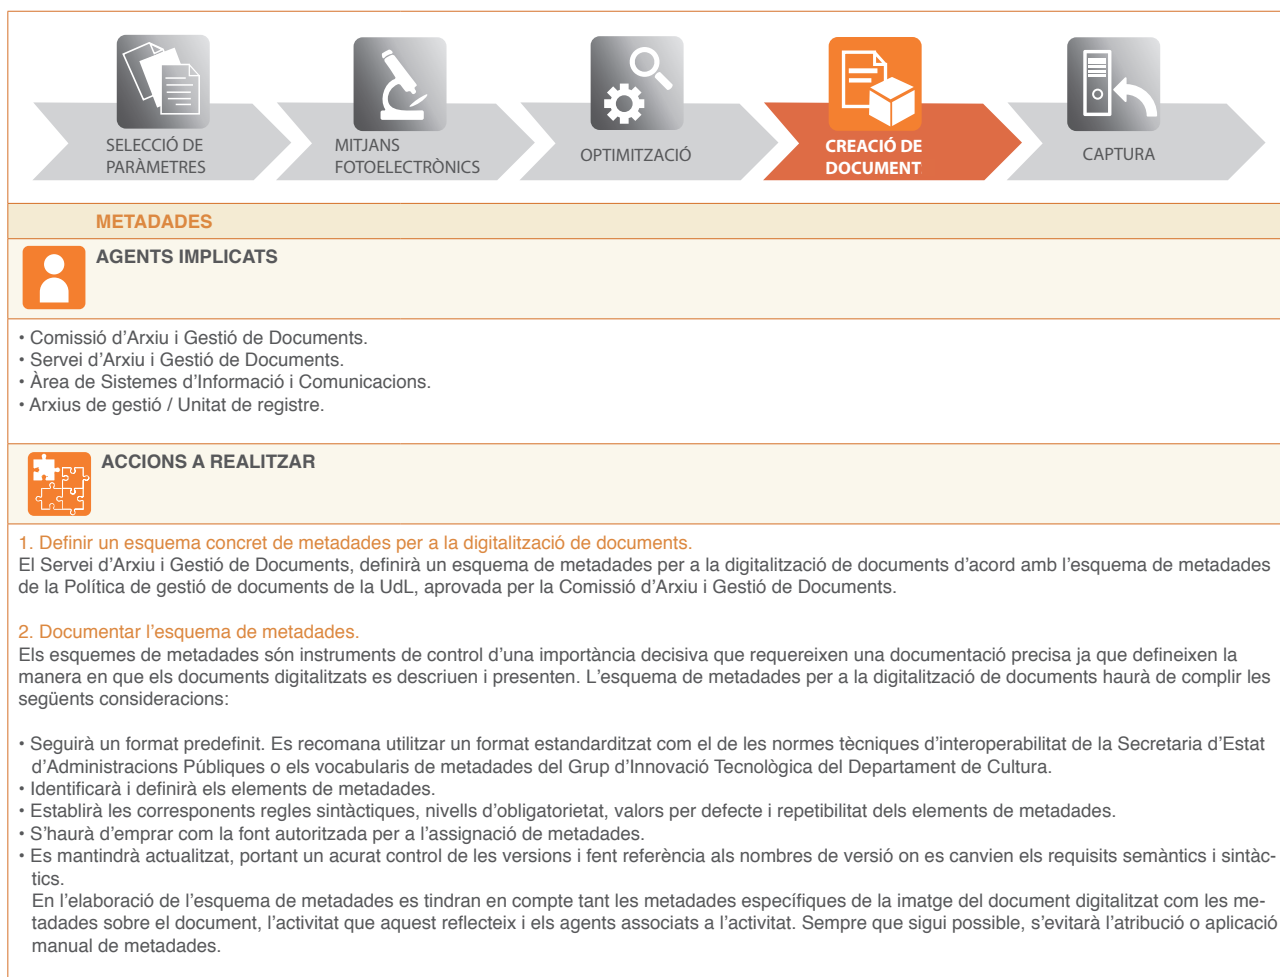 SELECCIÓ DE
PARÀMETRES
MITJANS
FOTOELECTRÒNICS
OPTIMITZACIÓ
CREACIÓ DE
DOCUMENT
CAPTURA
METADADES
AGENTS IMPLICATS
• Comissió d'Arxiu i Gestió de Documents.
• Servei d'Arxiu i Gestió de Documents.
• Àrea de Sistemes d'Informació i Comunicacions.
• Arxius de gestió / Unitat de registre.
ACCIONS A REALITZAR
1. Definir un esquema concret de metadades per a la digitalització de documents.
El Servei d'Arxiu i Gestió de Documents, definirà un esquema de metadades per a la digitalització de documents d'acord amb l'esquema de metadades
de la Política de gestió de documents de la UdL, aprovada per la Comissió d'Arxiu i Gestió de Documents.
2. Documentar l'esquema de metadades.
Els esquemes de metadades són instruments de control d'una importància decisiva que requereixen una documentació precisa ja que defineixen la
manera en que els documents digitalitzats es descriuen i presenten. L'esquema de metadades per a la digitalització de documents haurà de complir les
següents consideracions:
• Seguirà un format predefinit. Es recomana utilitzar un format estandarditzat com el de les normes tècniques d'interoperabilitat de la Secretaria d'Estat
d'Administracions Públiques o els vocabularis de metadades del Grup d'Innovació Tecnològica del Departament de Cultura.
• Identificarà i definirà els elements de metadades.
• Establirà les corresponents regles sintàctiques, nivells d'obligatorietat, valors per defecte i repetibilitat dels elements de metadades.
• S'haurà d'emprar com la font autoritzada per a l'assignació de metadades.
• Es mantindrà actualitzat, portant un acurat control de les versions i fent referència als nombres de versió on es canvien els requisits semàntics i sintàc-
tics.
En l'elaboració de l'esquema de metadades es tindran en compte tant les metadades específiques de la imatge del document digitalitzat com les me-
tadades sobre el document, l'activitat que aquest reflecteix i els agents associats a l'activitat. Sempre que sigui possible, s'evitarà l'atribució o aplicació
manual de metadades.